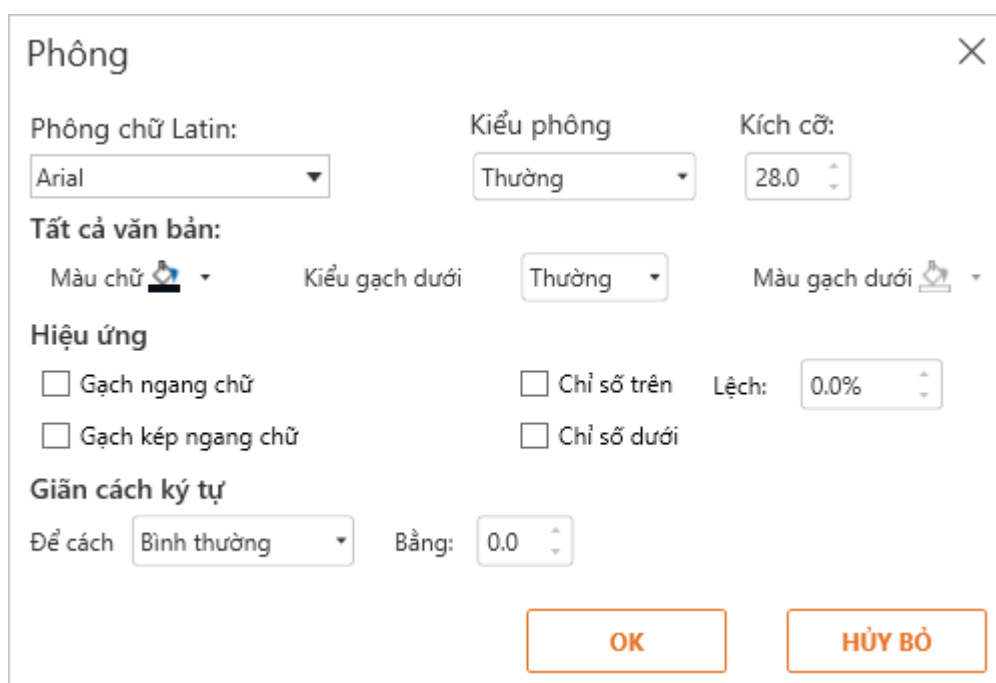 Phông
Phông chữ Latin: Kiểu phông Kích cỡ:
Arial Thường 28.0
Tất cả văn bản:
Màu chữ Kiểu gạch dưới Thường Màu gạch dưới
Hiệu ứng
Gạch ngang chữ Chỉ số trên Lệch: 0.0%
Gạch kép ngang chữ Chỉ số dưới
Giãn cách ký tự
Để cách Bình thường Bằng: 0.0
OK HỦY BỎ